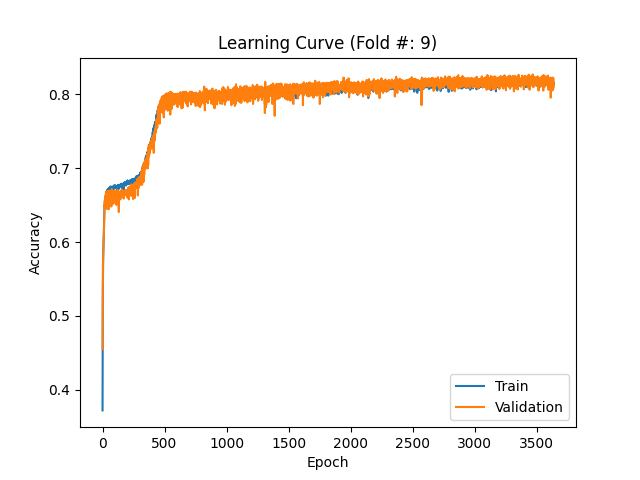 Learning Curve (Fold #: 9)
Accuracy
0.8
0.7
0.6
0.5
0.4
0 500 1000 1500 2000 2500 3000 3500
Epoch
Train
Validation